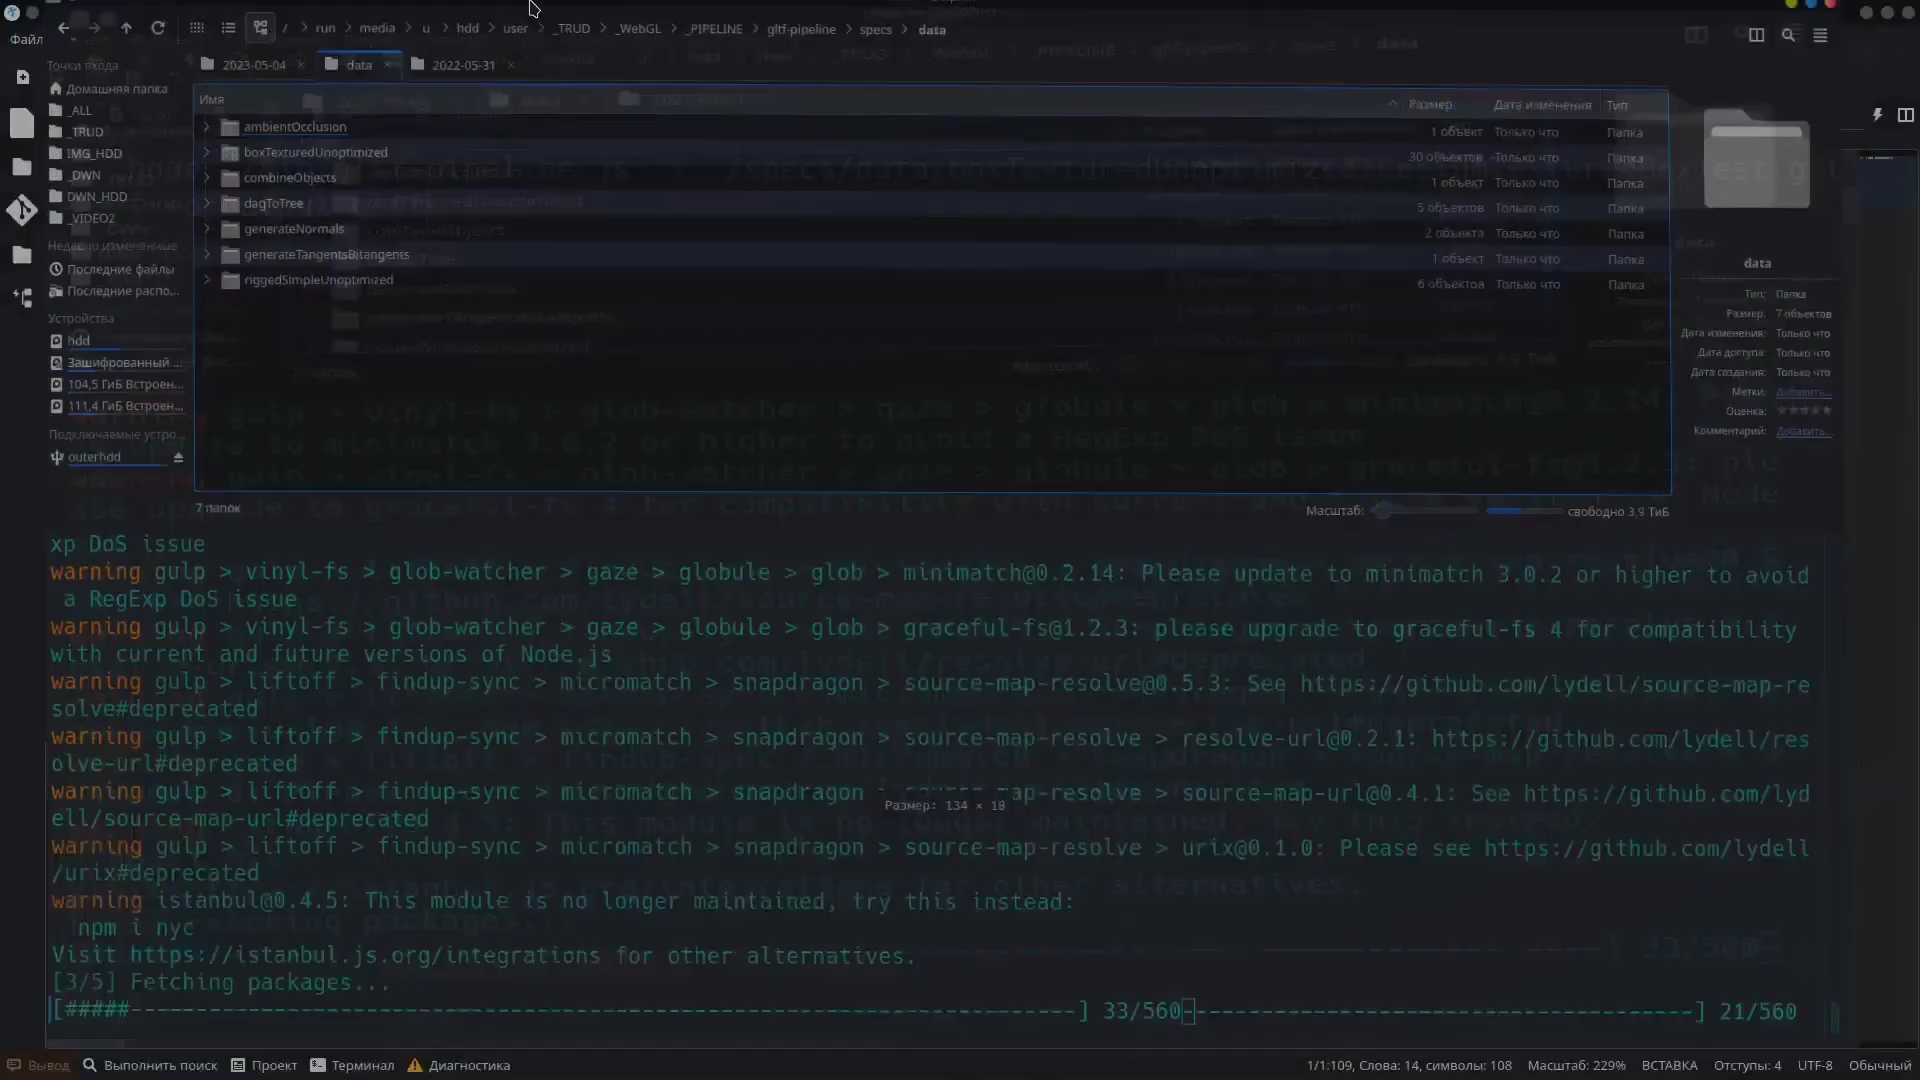 / > run > media > u > hdd > user > _TRUD > _WebGL > _PIPELINE > gltf-pipeline > specs > data
Файл
2023-05-04
data
2022-05-31
Точки входа
Домашняя папка
_ALL
_TRUD
IMG_HDD
_DWN
DWN_HDD
_VIDEO2
Недавно изменённые
Последние файлы
Последние распо...
Устройства
hdd
Зашифрованный ...
104,5 ГиБ Встроен...
111,4 ГиБ Встроен...
Подключаемые устро...
outerhdd
Имя Размер Дата изменения Тип
ambientOcclusion 1 объект Только что Папка
boxTexturedUnoptimized 30 объектов Только что Папка
combineObjects 1 объект Только что Папка
dagToTree 5 объектов Только что Папка
generateNormals 2 объекта Только что Папка
generateTangentsBitangents 1 объект Только что Папка
riggedSimpleUnoptimized 6 объектов Только что Папка
data
Тип: Папка
Размер: 7 объектов
Дата изменения: Только что
Дата доступа: Только что
Дата создания: Только что
Метки: Добавить...
Оценка:
Комментарий: Добавить...
7 папок
Масштаб:
свободно 3,9 ТиБ
xp DoS issue
warning gulp > vinyl-fs > glob-watcher > gaze > globule > glob > minimatch@0.2.14: Please update to minimatch 3.0.2 or higher to avoid
a RegExp DoS issue
warning gulp > vinyl-fs > glob-watcher > gaze > globule > glob > graceful-fs@1.2.3: please upgrade to graceful-fs 4 for compatibility
with current and future versions of Node.js
warning gulp > liftoff > findup-sync > micromatch > snapdragon > source-map-resolve@0.5.3: See https://github.com/lydell/source-map-re
solve#deprecated
warning gulp > liftoff > findup-sync > micromatch > snapdragon > source-map-resolve > resolve-url@0.2.1: https://github.com/lydell/res
olve-url#deprecated
warning gulp > liftoff > findup-sync > micromatch > snapdragon > source-map-resolve > source-map-url@0.4.1: See https://github.com/lyd
ell/source-map-url#deprecated
Размер: 134 × 18
warning gulp > liftoff > findup-sync > micromatch > snapdragon > source-map-resolve > urix@0.1.0: Please see https://github.com/lydell
/urix#deprecated
warning istanbul@0.4.5: This module is no longer maintained, try this instead:
npm i nyc
Visit https://istanbul.js.org/integrations for other alternatives.
[3/5] Fetching packages...
[#####-----------------------------------------------------------------------] 33/560--------------------------------------] 21/560
Вывод Выполнить поиск Проект Терминал Диагностика
1/1:109, Слова: 14, символы: 108 Масштаб: 229% ВСТАВКА Отступы: 4 UTF-8 Обычный